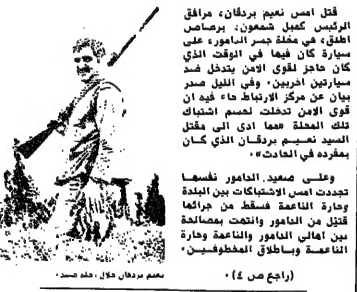 قتل امس نعيم بردقان، مرافق
الرئيس كميل شمعون، برصاص
اطلق، في محلة جسر الدامور، على
سيارة كان فيها في الوقت الذي
كان حاجز لقوى الامن يتدخل ضد
سيارتين اخريين. وفي الليل صدر
بيان عن مركز الارتباط جاء فيه ان
قوى الامن تدخلت لحسم اشتباك
تلك المحلة «مما ادى الى مقتل
السيد نعيم بردقان الذي كان
بمفرده في الحادث».
وعلى صعيد الدامور نفسها
تجددت امس الاشتباكات بين البلدة
وحارة الناعمة فسقط من جرائها
قتيل من الدامور وانتهت بمصالحة
بين اهالي الدامور والناعمة وحارة
الناعمة وباطلاق المخطوفين.
(راجع ص ٤).
نعيم بردقان خلال رحلة صيد.